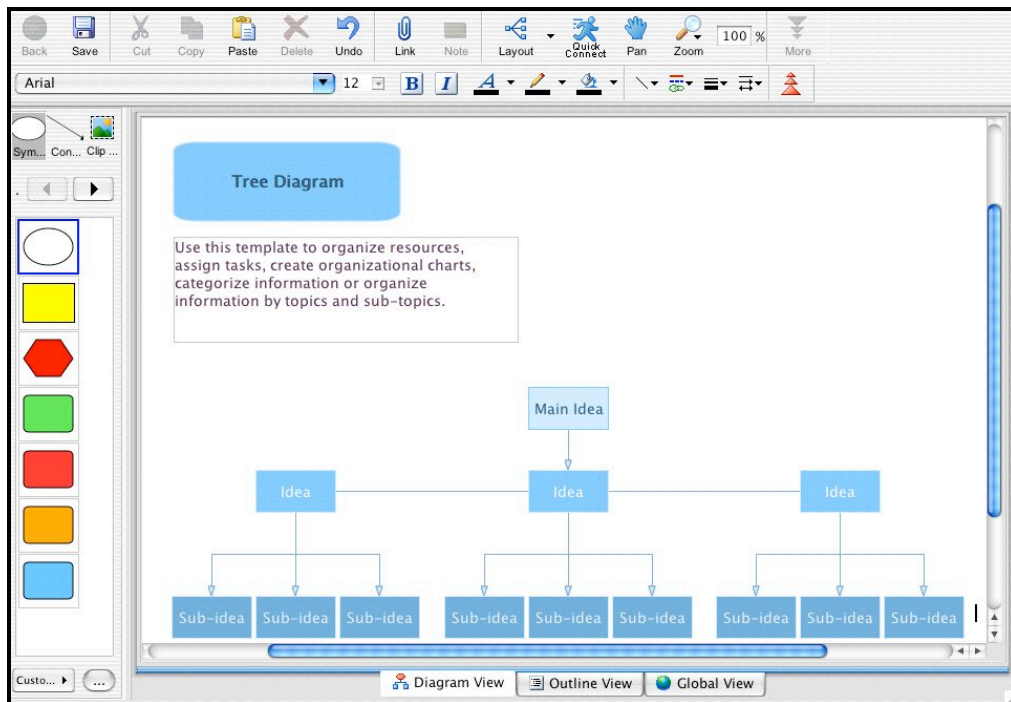 Back Save Cut Copy Paste Delete Undo Link Note Layout Quick Connect Pan Zoom 100 % More
Arial 12 B I A
Sym... Con... Clip ...
Tree Diagram
Use this template to organize resources,
assign tasks, create organizational charts,
categorize information or organize
information by topics and sub-topics.
Main Idea
Idea Idea Idea
Sub-idea Sub-idea Sub-idea Sub-idea Sub-idea Sub-idea Sub-idea Sub-idea Sub-idea
Custo... ...
Diagram View Outline View Global View